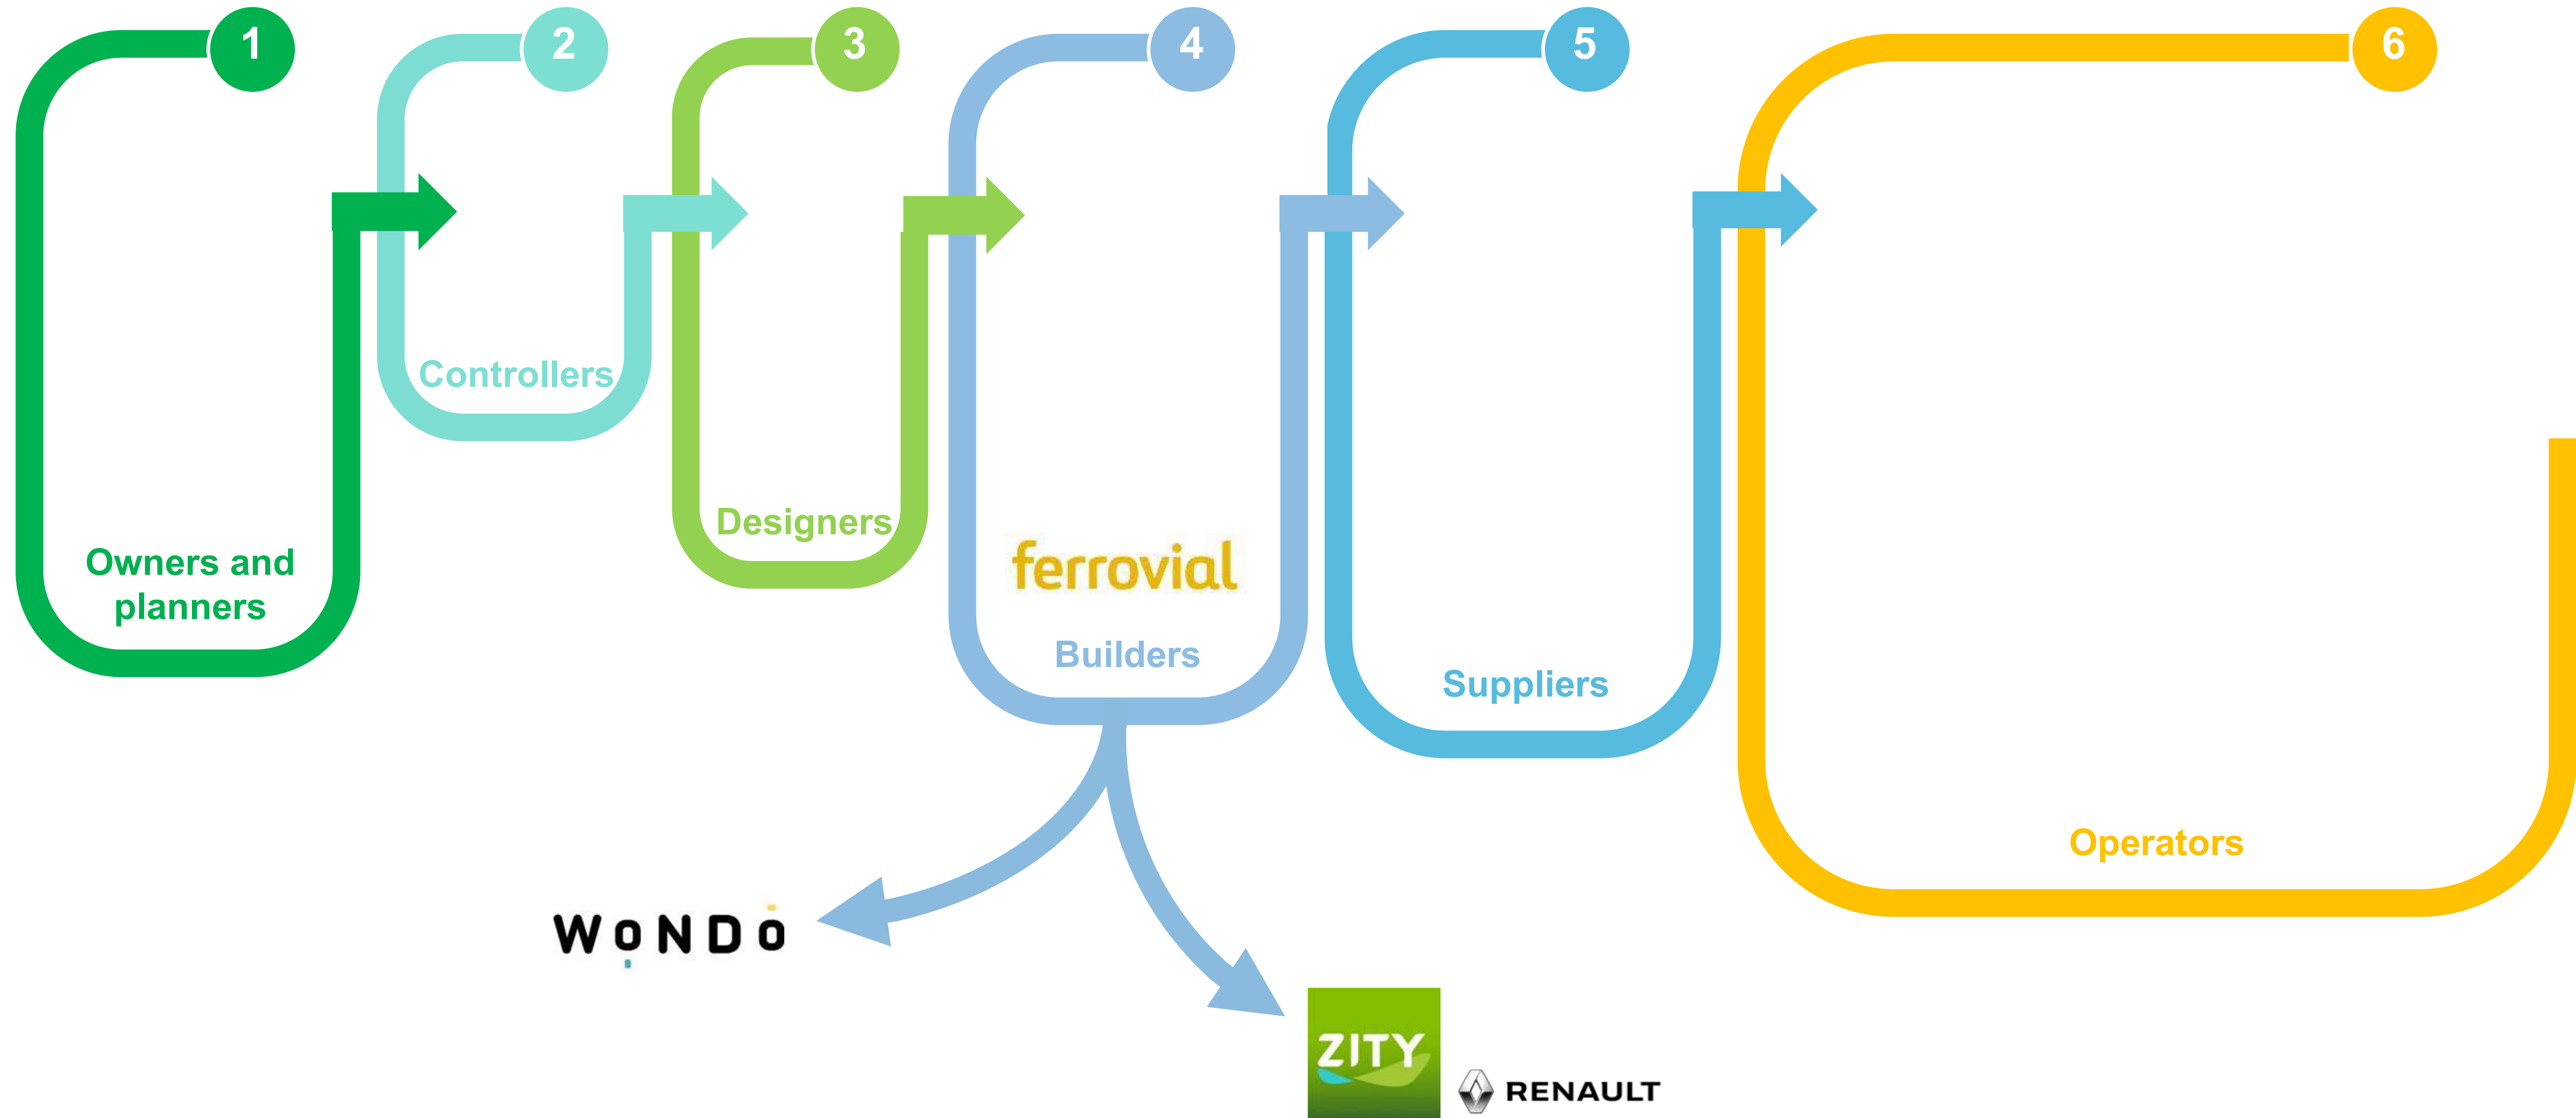 1
2
3
4
5
6
Controllers
Designers
Owners and
planners
ferrovial
Builders
Suppliers
Operators
WoNDo
ZITY
RENAULT